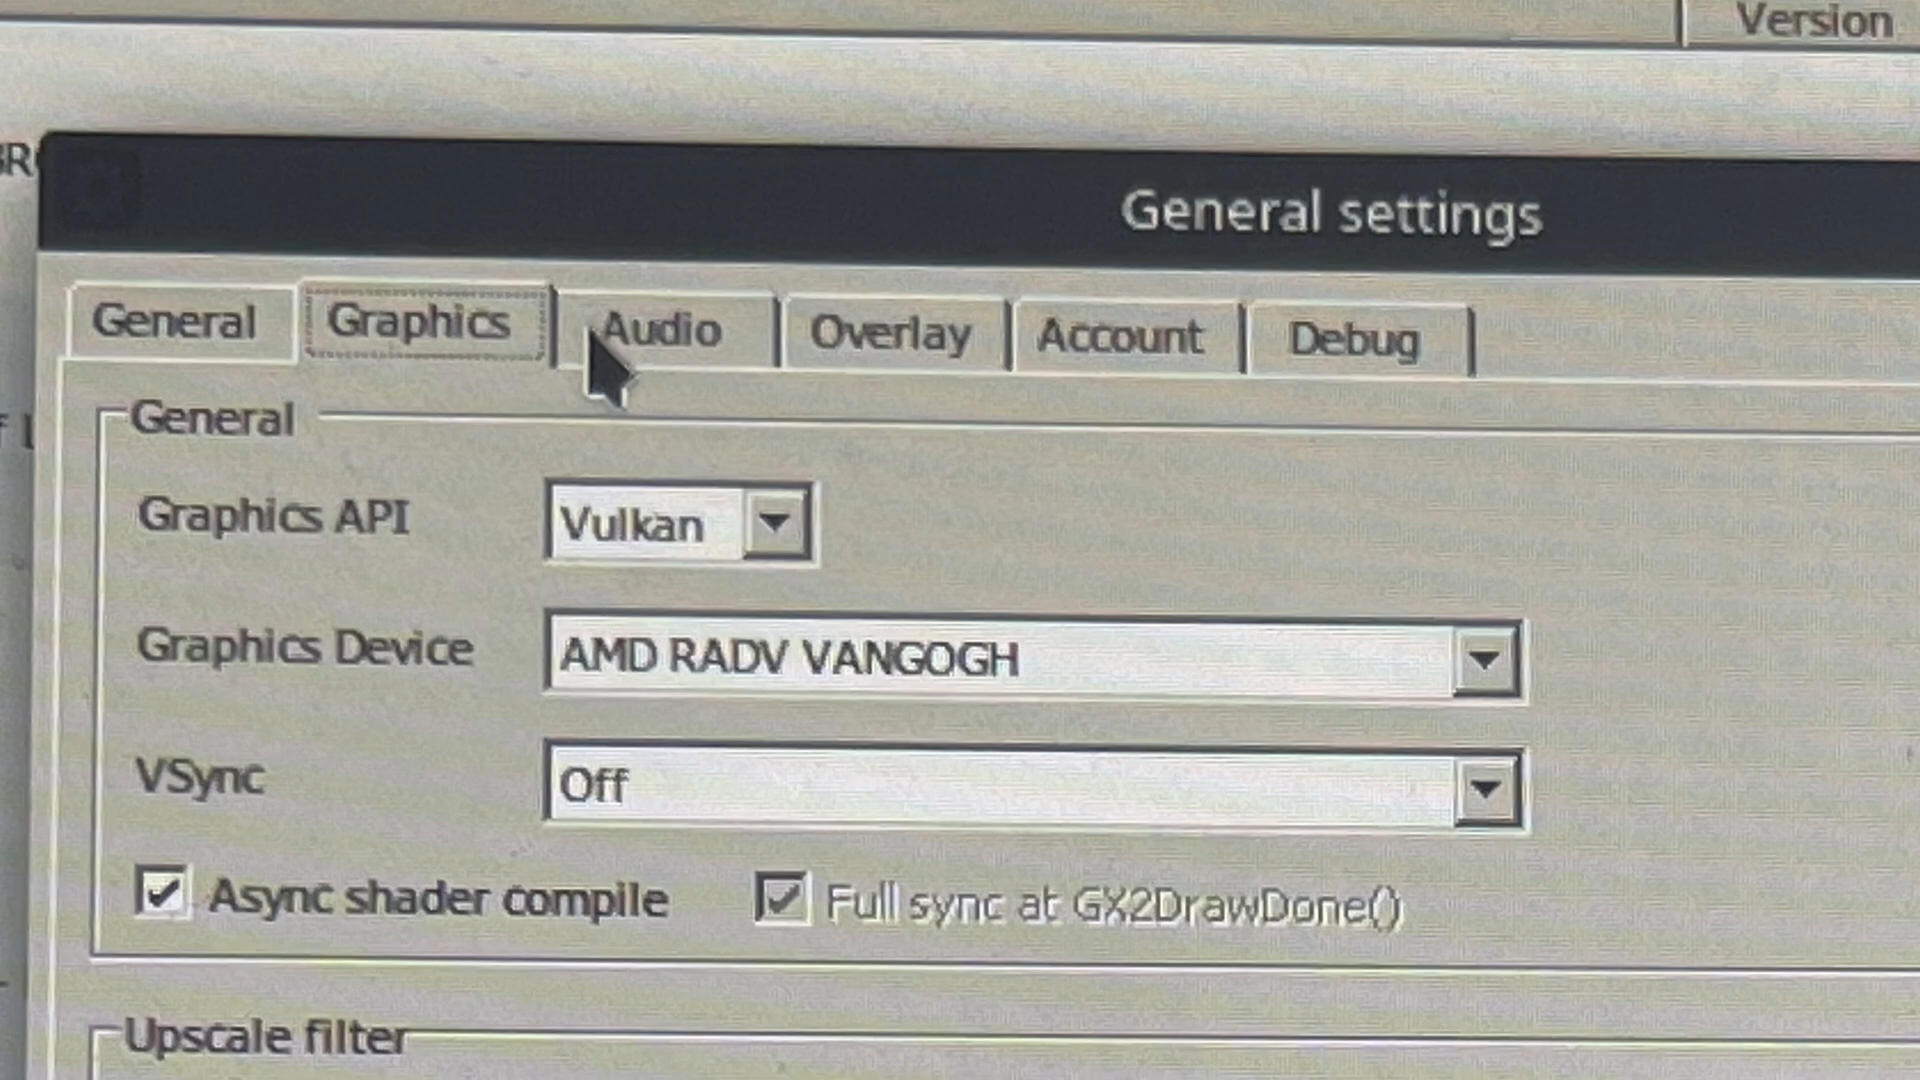 Version
General settings
General Graphics Audio Overlay Account Debug
General
Graphics API Vulkan
Graphics Device AMD RADV VANGOGH
VSync Off
Async shader compile Full sync at GX2DrawDone()
Upscale filter